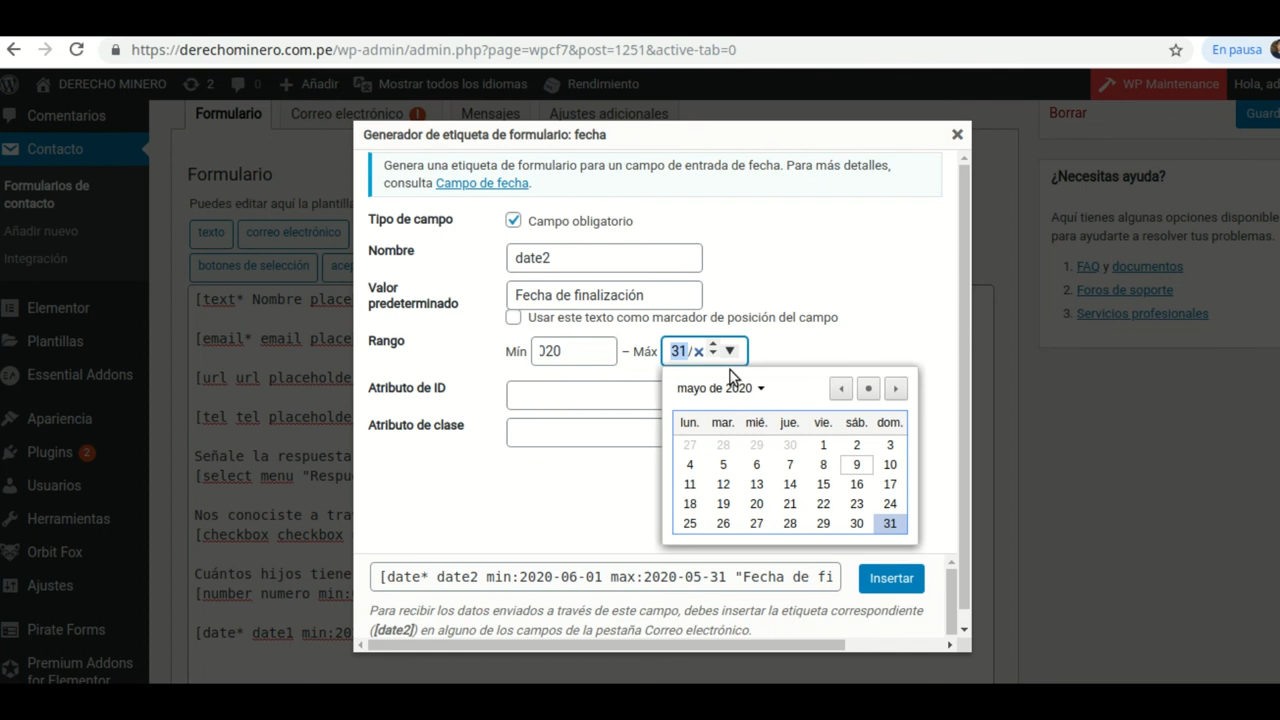 https://derechominero.com.pe/wp-admin/admin.php?page=wpcf7&post=1251&active-tab=0
En pausa
DERECHO MINERO
2
0
Añadir
Mostrar todos los idiomas
Rendimiento
WP Maintenance
Hola, ad
Comentarios
Contacto
Formularios de
contacto
Añadir nuevo
Integración
Elementor
Plantillas
Essential Addons
Apariencia
Plugins 2
Usuarios
Herramientas
Orbit Fox
Ajustes
Pirate Forms
Premium Addons
for Elementor
Formulario
Correo electrónico 1
Mensajes
Ajustes adicionales
Formulario
Puedes editar aquí la plantilla
texto
correo electrónico
botones de selección
acep
[text* Nombre place
[email* email place
[url url placeholde
[tel tel placeholde
Señale la respuesta
[select menu "Respu
Nos conociste a tra
[checkbox checkbox
Cuántos hijos tiene
[number numero min:
[date* date1 min:20
Generador de etiqueta de formulario: fecha
Genera una etiqueta de formulario para un campo de entrada de fecha. Para más detalles,
consulta Campo de fecha.
Tipo de campo
Campo obligatorio
Nombre
date2
Valor
predeterminado
Fecha de finalización
Usar este texto como marcador de posición del campo
Rango
Mín
020
– Máx
31/
Atributo de ID
Atributo de clase
mayo de 2020
lun. mar. mié. jue. vie. sáb. dom.
27 28 29 30 1 2 3
4 5 6 7 8 9 10
11 12 13 14 15 16 17
18 19 20 21 22 23 24
25 26 27 28 29 30 31
[date* date2 min:2020-06-01 max:2020-05-31 "Fecha de fi
Insertar
Para recibir los datos enviados a través de este campo, debes insertar la etiqueta correspondiente
([date2]) en alguno de los campos de la pestaña Correo electrónico.
Borrar
Guard
¿Necesitas ayuda?
Aquí tienes algunas opciones disponible
para ayudarte a resolver tus problemas.
1. FAQ y documentos
2. Foros de soporte
3. Servicios profesionales